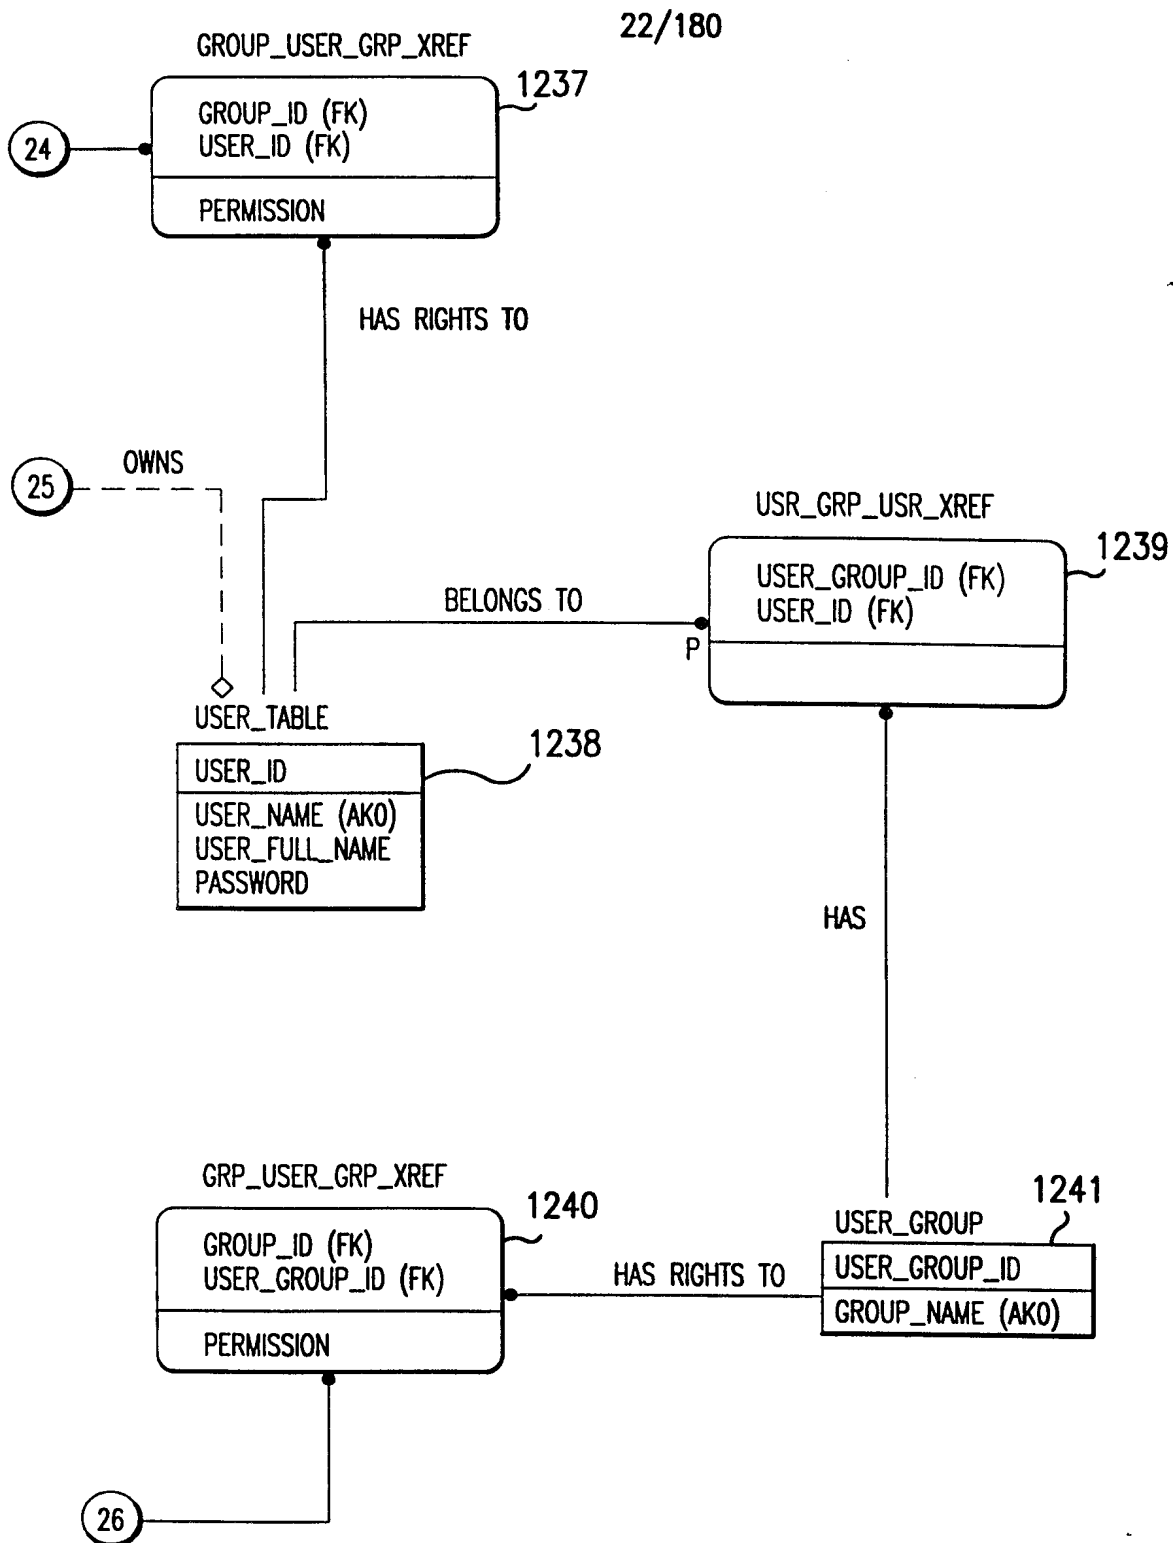 22/180
GROUP_USER_GRP_XREF
1237
GROUP_ID (FK)
USER_ID (FK)
24
PERMISSION
HAS RIGHTS TO
OWNS
25
USR_GRP_USR_XREF
1239
USER_GROUP_ID (FK)
USER_ID (FK)
BELONGS TO
P
USER_TABLE
1238
USER_ID
USER_NAME (AK0)
USER_FULL_NAME
PASSWORD
HAS
GRP_USER_GRP_XREF
1240
GROUP_ID (FK)
USER_GROUP_ID (FK)
PERMISSION
HAS RIGHTS TO
1241
USER_GROUP
USER_GROUP_ID
GROUP_NAME (AK0)
26